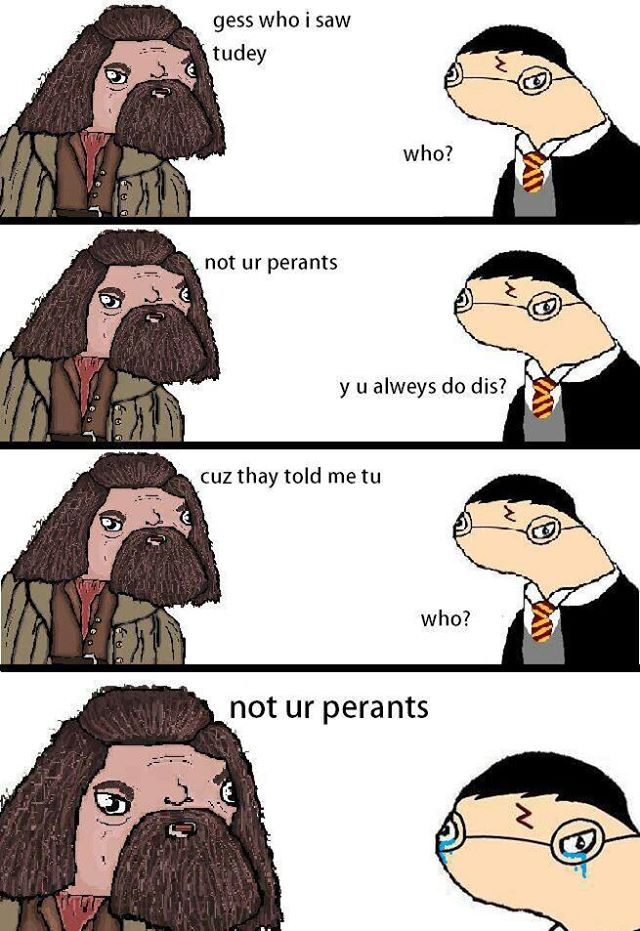 gess who i saw
tudey
who?
not ur perants
y u alweys do dis?
cuz thay told me tu
who?
not ur perants